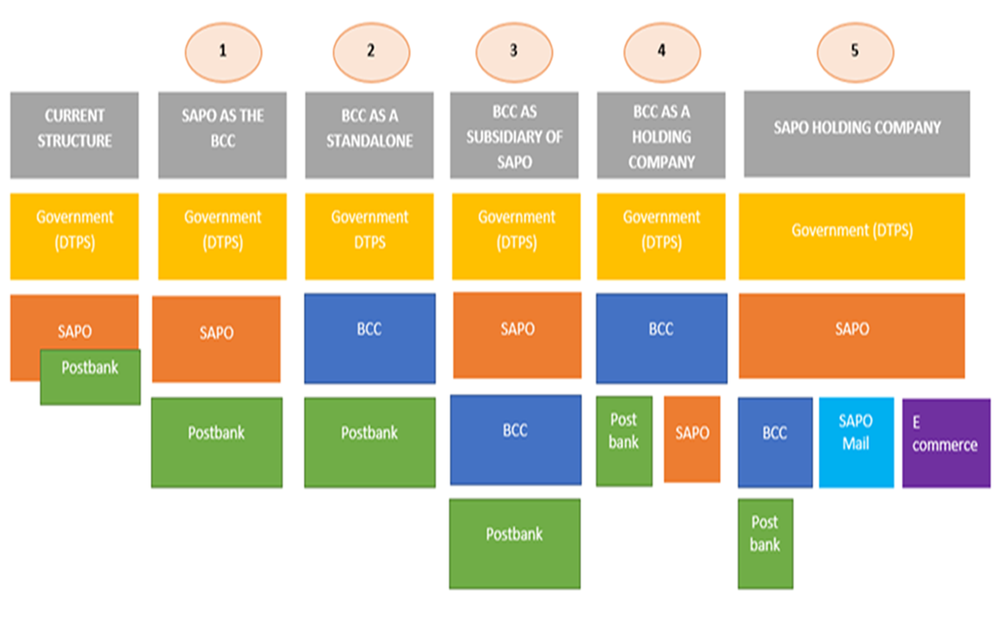 1
2
3
4
5
CURRENT
STRUCTURE
SAPO AS THE
BCC
BCC AS A
STANDALONE
BCC AS
SUBSIDIARY OF
SAPO
BCC AS A
HOLDING
COMPANY
SAPO HOLDING COMPANY
Government
(DTPS)
Government
(DTPS)
Government
DTPS
Government
(DTPS)
Government
(DTPS)
Government (DTPS)
SAPO
Postbank
SAPO
BCC
SAPO
BCC
SAPO
Postbank
Postbank
BCC
Post
bank
SAPO
BCC
SAPO
Mail
E
commerce
Postbank
Post
bank